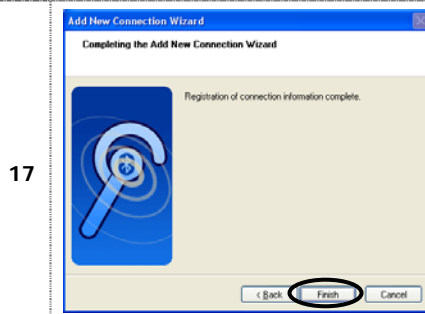 Add New Connection Wizard
Completing the Add New Connection Wizard
Registration of connection information complete.
17
< Back
Finish
Cancel